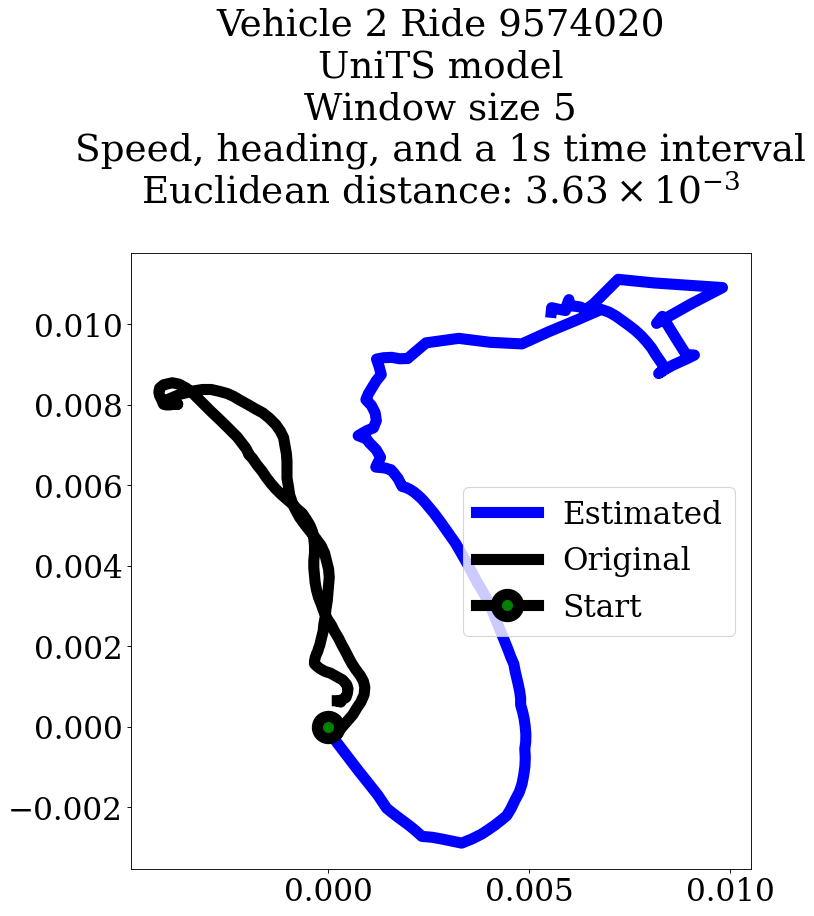 Vehicle 2 Ride 9574020
UniTS model
Window size 5
Speed, heading, and a 1s time interval
Euclidean distance: 3.63 × 10⁻³
0.010
0.008
0.006
0.004
0.002
0.000
−0.002
Estimated
Original
Start
0.000 0.005 0.010